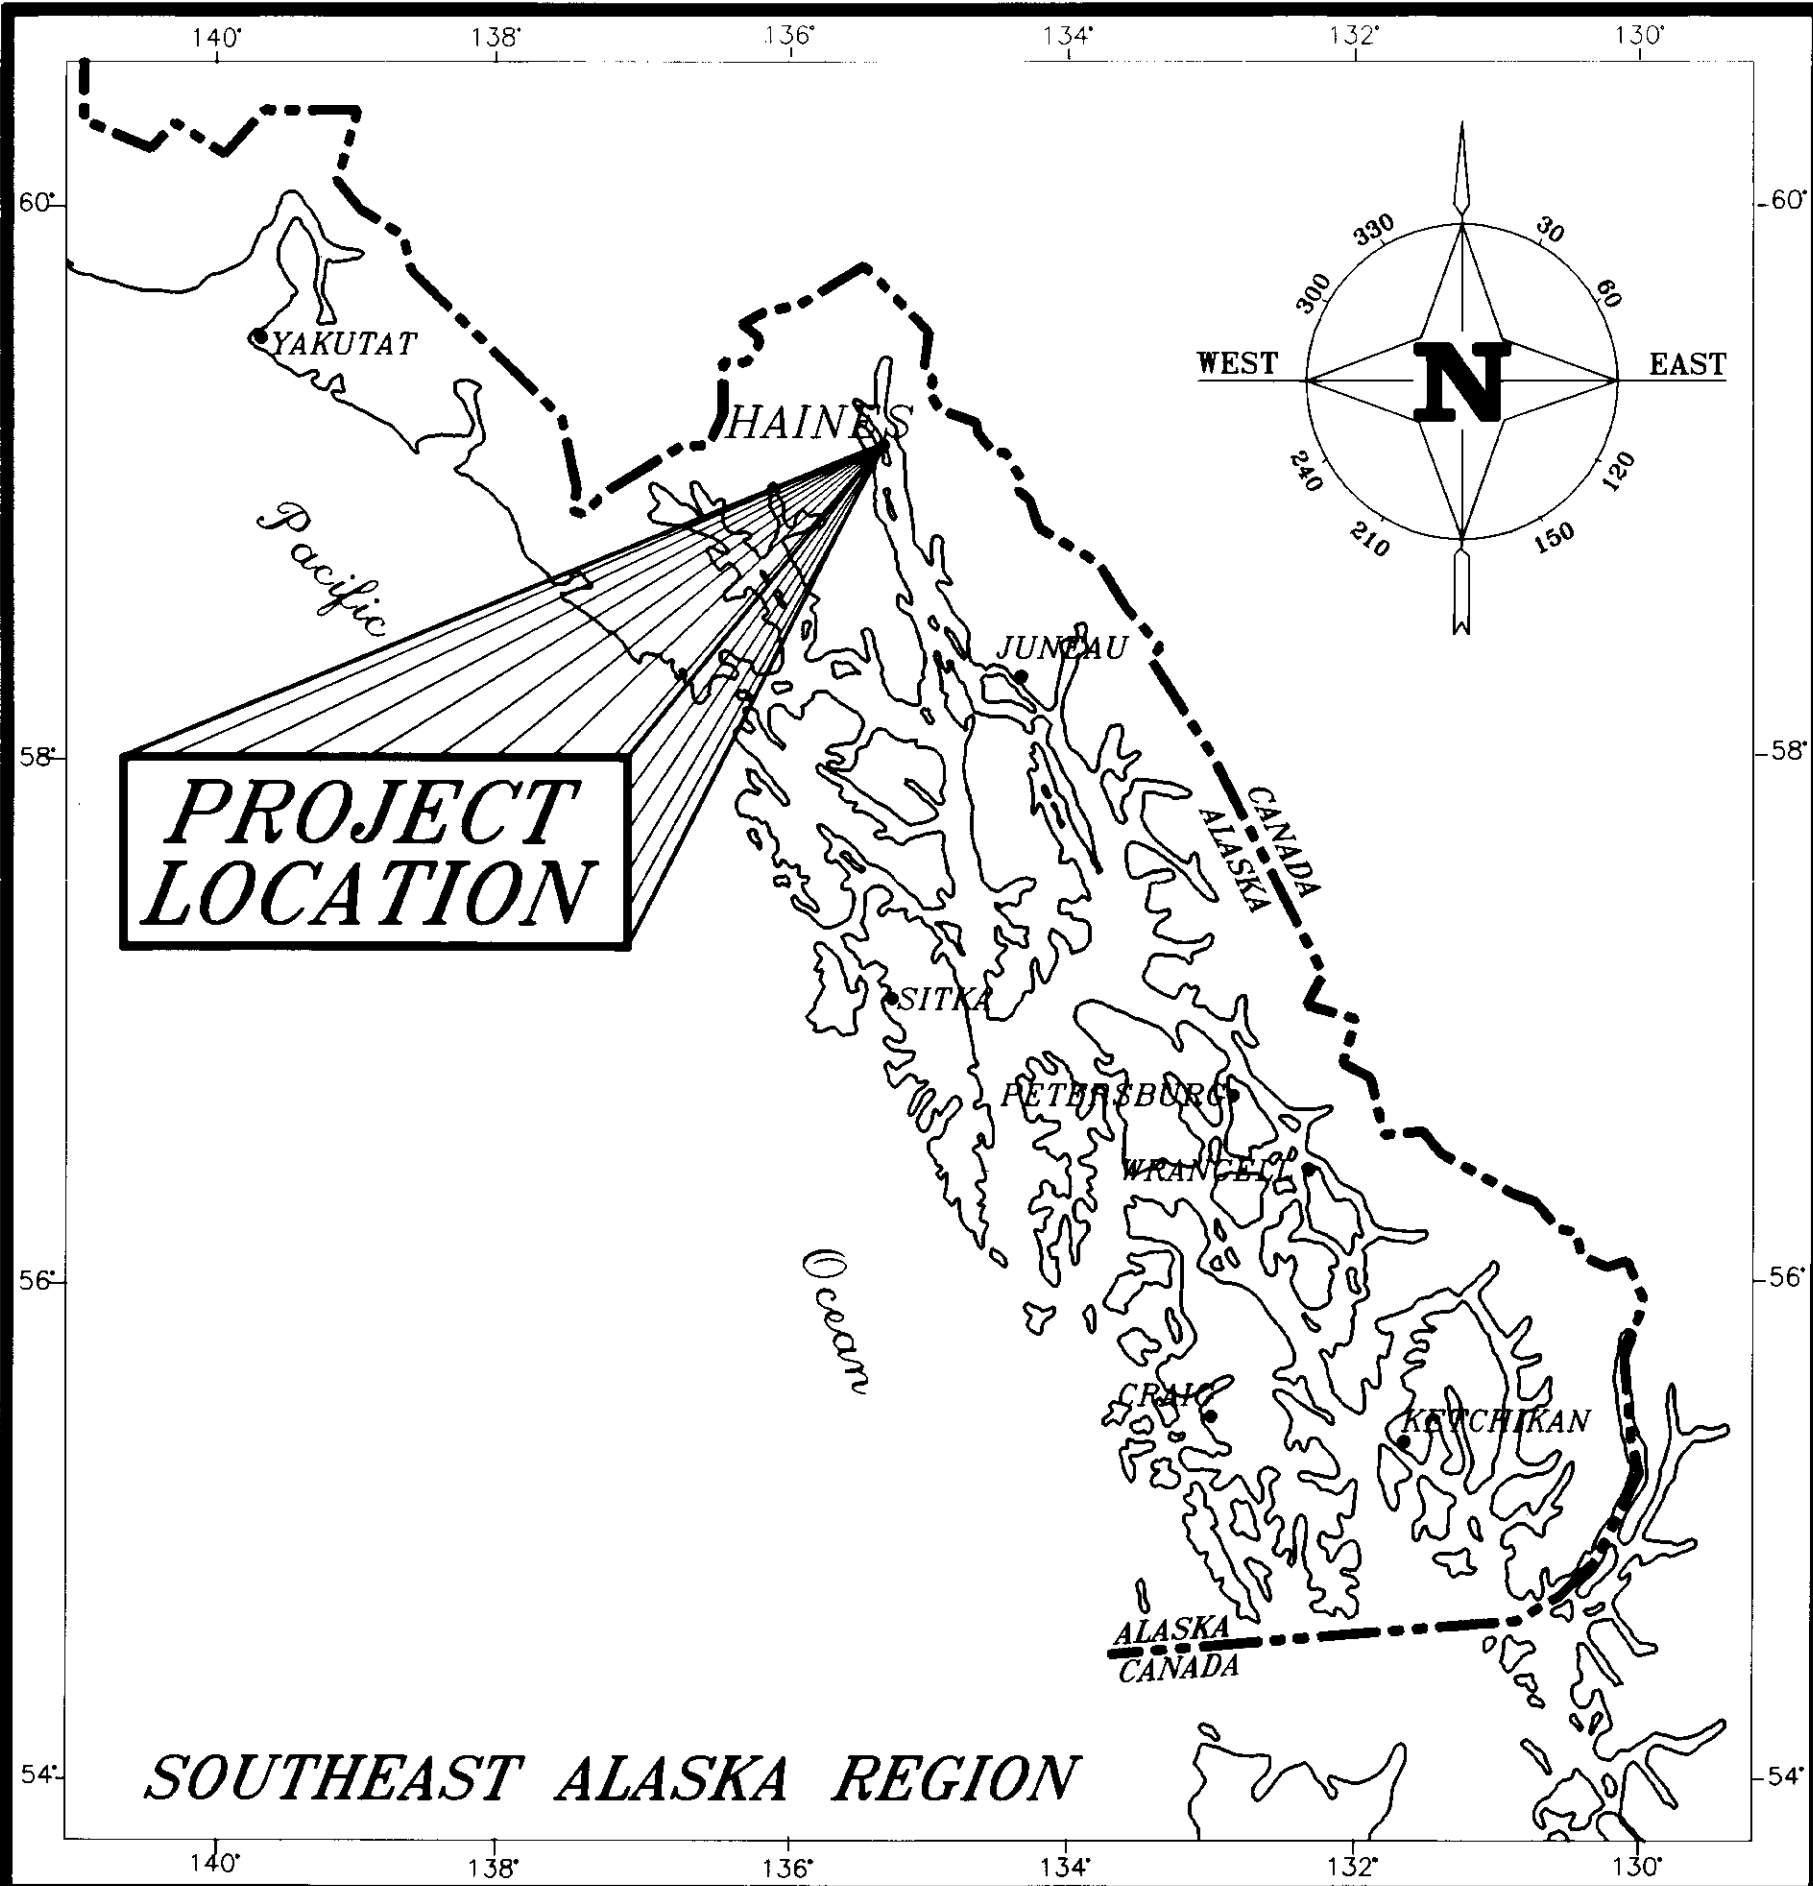 140° 138° 136° 134° 132° 130°
60° 60°
330 30
300 60
WEST N EAST
240 120
210 150
YAKUTAT
HAINES
Pacific
JUNEAU
58° 58°
PROJECT
LOCATION
CANADA
ALASKA
SITKA
PETERSBURG
WRANGELL
56° 56°
Ocean
CRAIG
KETCHIKAN
ALASKA
CANADA
54° 54°
SOUTHEAST ALASKA REGION
140° 138° 136° 134° 132° 130°